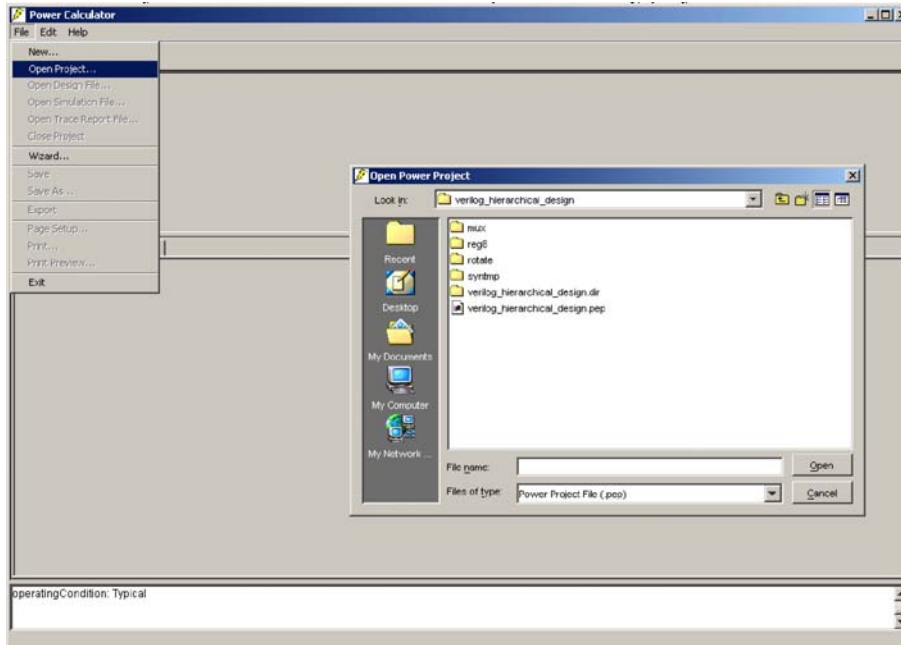 Power Calculator
File Edit Help
New...
Open Project...
Open Design File...
Open Simulation File...
Open Trace Report File...
Close Project
Wizard...
Save
Save As ...
Export
Page Setup...
Print...
Print Preview...
Exit
Open Power Project
Look in: verilog_hierarchical_design
Recent
Desktop
My Documents
My Computer
My Network ...
mux
reg8
rotate
syntmp
verilog_hierarchical_design.dir
verilog_hierarchical_design.pep
File name: Open
Files of type: Power Project File (.pep) Cancel
operatingCondition: Typical